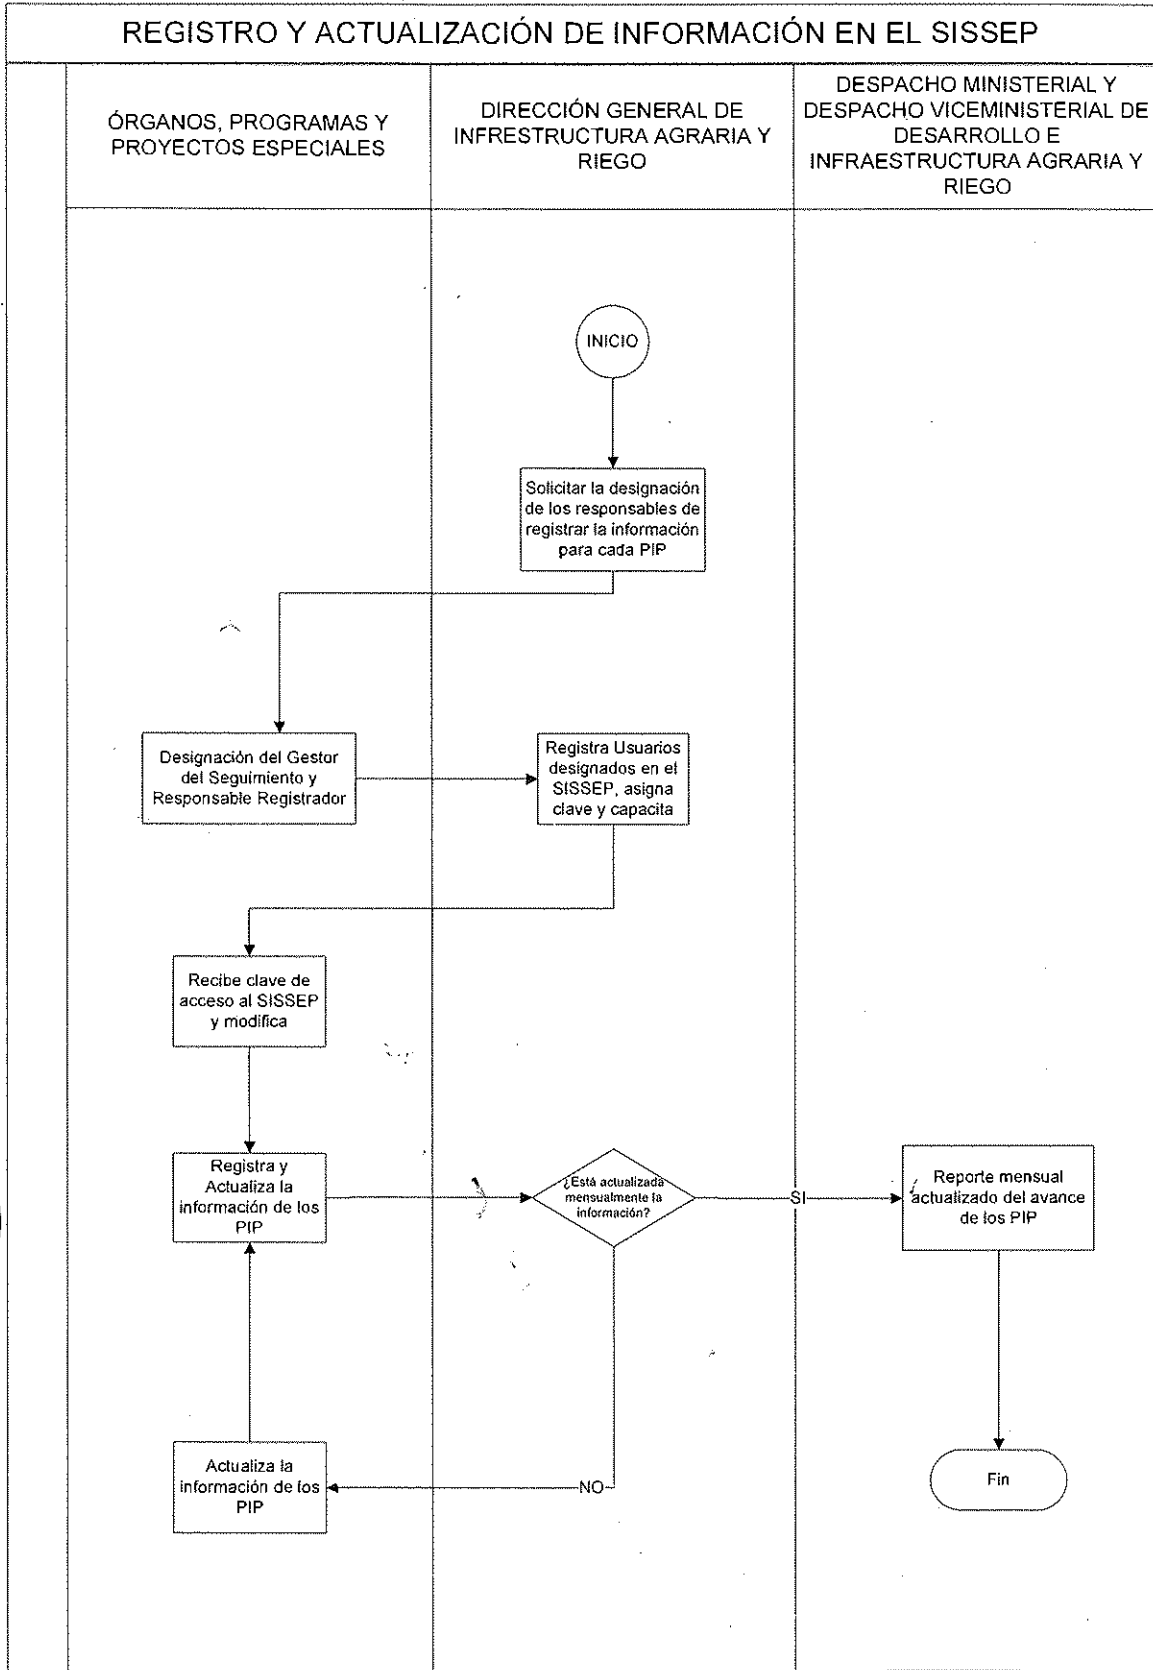 REGISTRO Y ACTUALIZACIÓN DE INFORMACIÓN EN EL SISSEP
ÓRGANOS, PROGRAMAS Y
PROYECTOS ESPECIALES
DIRECCIÓN GENERAL DE
INFRESTRUCTURA AGRARIA Y
RIEGO
DESPACHO MINISTERIAL Y
DESPACHO VICEMINISTERIAL DE
DESARROLLO E
INFRAESTRUCTURA AGRARIA Y
RIEGO
INICIO
Solicitar la designación
de los responsables de
registrar la información
para cada PIP
Designación del Gestor
del Seguimiento y
Responsable Registrador
Registra Usuarios
designados en el
SISSEP, asigna
clave y capacita
Recibe clave de
acceso al SISSEP
y modifica
Registra y
Actualiza la
información de los
PIP
¿Está actualizada
mensualmente la
información?
SI
Reporte mensual
actualizado del avance
de los PIP
Actualiza la
información de los
PIP
NO
Fin